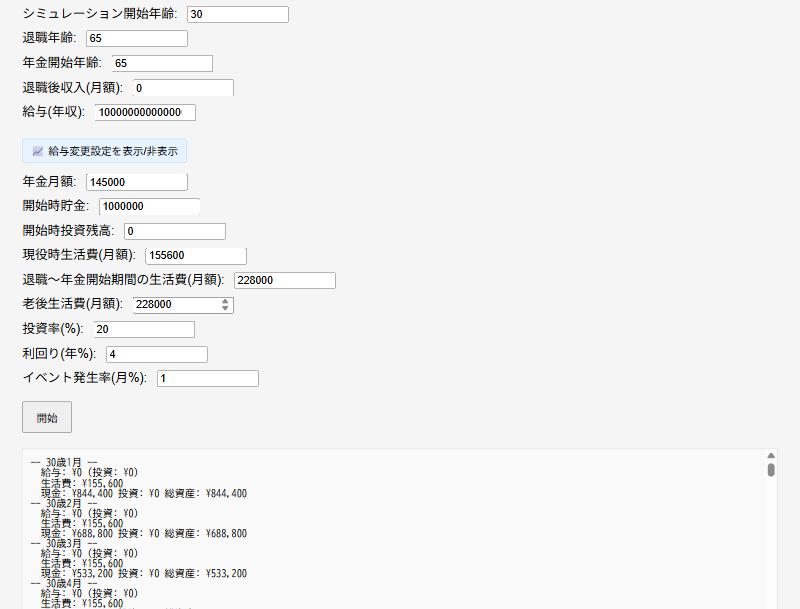 シミュレーション開始年齢: 30
退職年齢: 65
年金開始年齢: 65
退職後収入(月額): 0
給与(年収): 10000000000000
給与変更設定を表示/非表示
年金月額: 145000
開始時貯金: 1000000
開始時投資残高: 0
現役時生活費(月額): 155600
退職〜年金開始期間の生活費(月額): 228000
老後生活費(月額): 228000
投資率(%): 20
利回り(年%): 4
イベント発生率(月%): 1
開始
-- 30歳1月 --
給与: ¥0 (投資: ¥0)
生活費: ¥155,600
現金: ¥844,400 投資: ¥0 総資産: ¥844,400
-- 30歳2月 --
給与: ¥0 (投資: ¥0)
生活費: ¥155,600
現金: ¥688,800 投資: ¥0 総資産: ¥688,800
-- 30歳3月 --
給与: ¥0 (投資: ¥0)
生活費: ¥155,600
現金: ¥533,200 投資: ¥0 総資産: ¥533,200
-- 30歳4月 --
給与: ¥0 (投資: ¥0)
生活費: ¥155,600